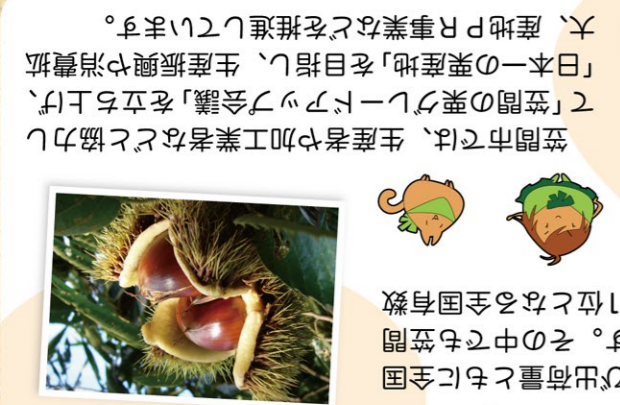 び出荷量ともに全国
す。その中でも笠間
1位となる全国有数
笠間市では、生産者や加工業者などと協力し
て「笠間の栗グレードアップ会議」を立ち上げ、
「日本一の栗産地」を目指し、生産振興や消費拡
大、産地PR事業などを推進しています。